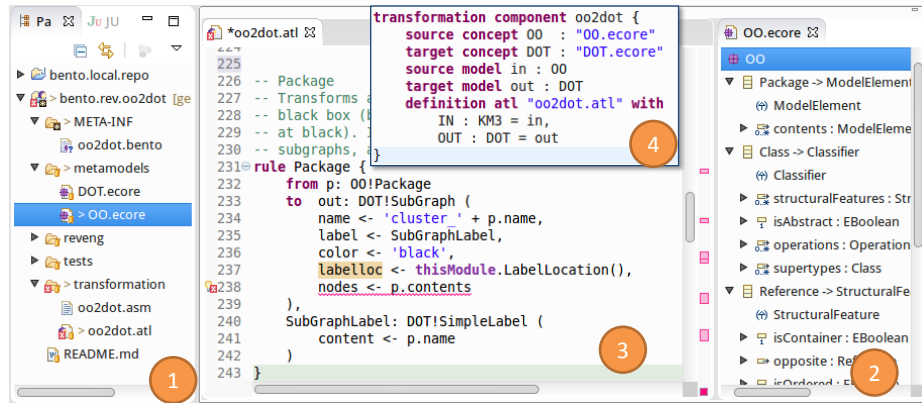 Pa
Ju JU
bento.local.repo
> bento.rev.oo2dot [ge
> META-INF
oo2dot.bento
> metamodels
DOT.ecore
> OO.ecore
reveng
tests
> transformation
oo2dot.asm
> oo2dot.atl
README.md
1
*oo2dot.atl
224
225
226 -- Package
227 -- Transforms a
228 -- black box (b
229 -- at black). I
230 -- subgraphs, a
231 rule Package {
232 from p: OO!Package
233 to out: DOT!SubGraph (
234 name <- 'cluster_' + p.name,
235 label <- SubGraphLabel,
236 color <- 'black',
237 labelloc <- thisModule.LabelLocation(),
238 nodes <- p.contents
239 ),
240 SubGraphLabel: DOT!SimpleLabel (
241 content <- p.name
242 )
243 }
3
transformation component oo2dot {
source concept OO : "OO.ecore"
target concept DOT : "DOT.ecore"
source model in : OO
target model out : DOT
definition atl "oo2dot.atl" with
IN : KM3 = in,
OUT : DOT = out
}
4
OO.ecore
OO
Package -> ModelElement
ModelElement
contents : ModelEleme
Class -> Classifier
Classifier
structuralFeatures : Str
isAbstract : EBoolean
operations : Operation
supertypes : Class
Reference -> StructuralFea
StructuralFeature
isContainer : EBoolean
opposite : Re
isOrdered : E
2